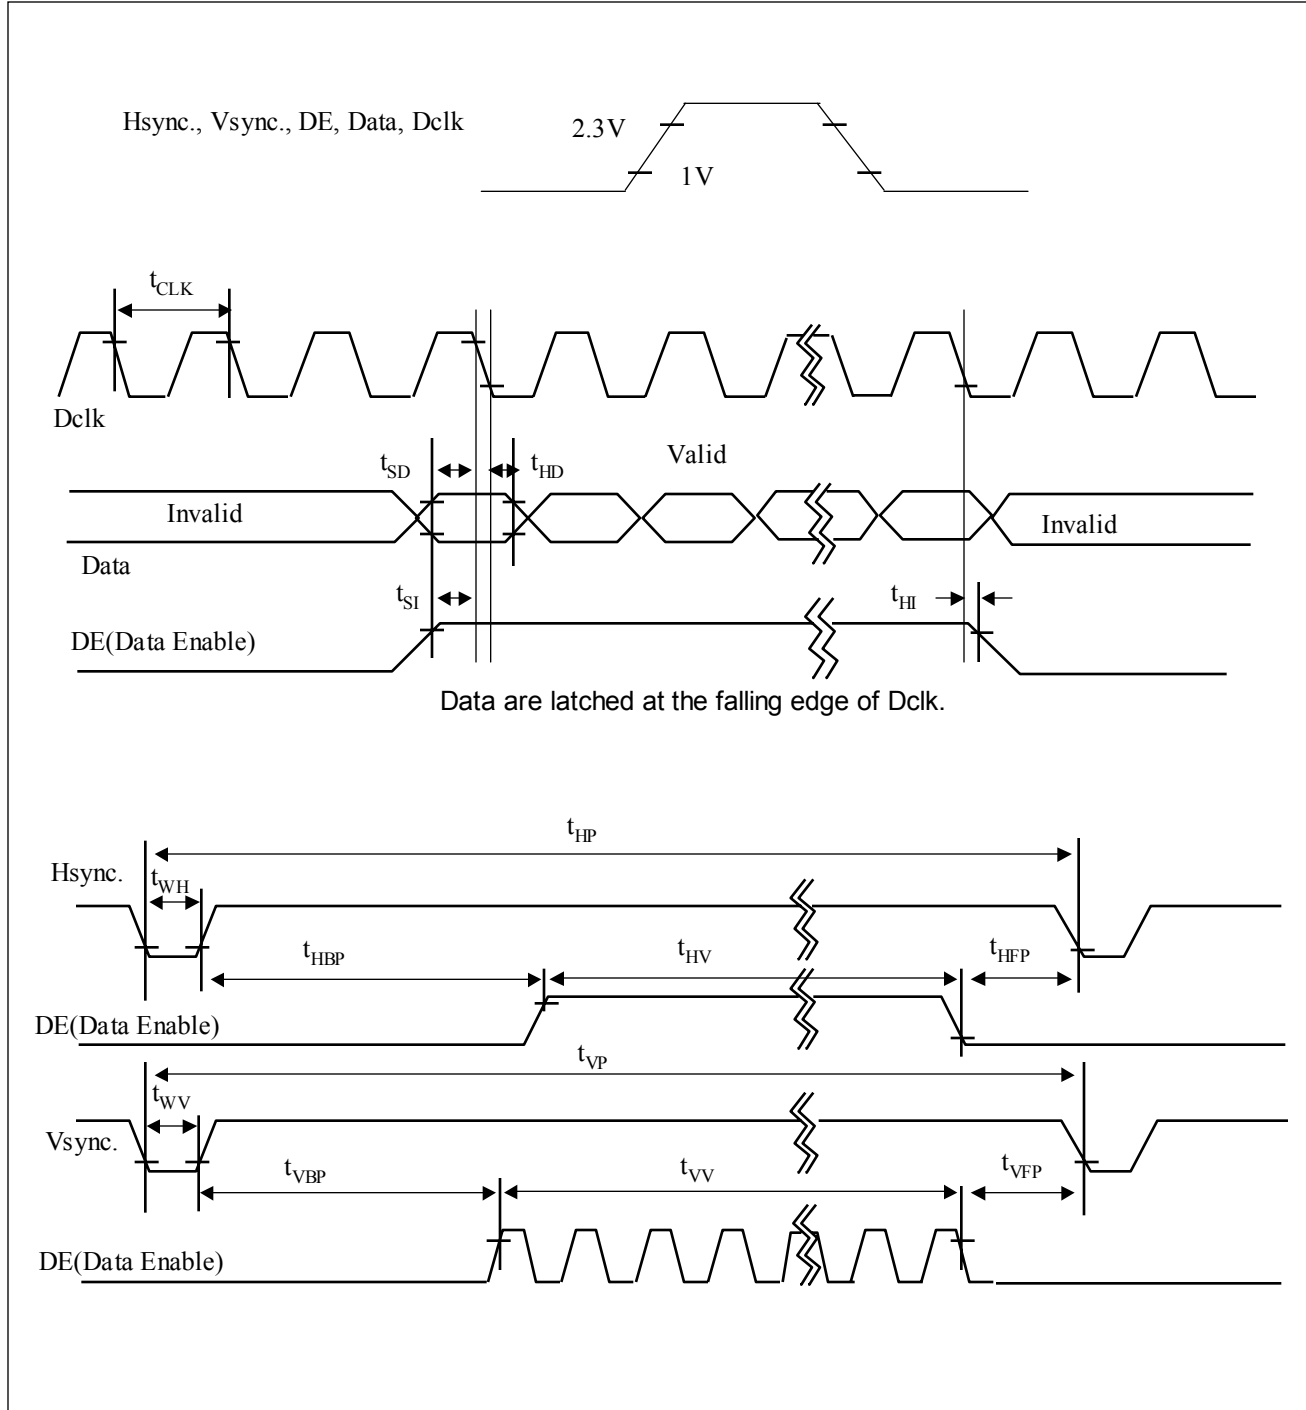 Hsync., Vsync., DE, Data, Dclk
2.3V
1V
tCLK
Dclk
tSD
tHD
Valid
Invalid
Invalid
Data
tSI
tHI
DE(Data Enable)
Data are latched at the falling edge of Dclk.
tHP
Hsync.
tWH
tHBP
tHV
tHFP
DE(Data Enable)
tVP
tWV
Vsync.
tVBP
tVV
tVFP
DE(Data Enable)